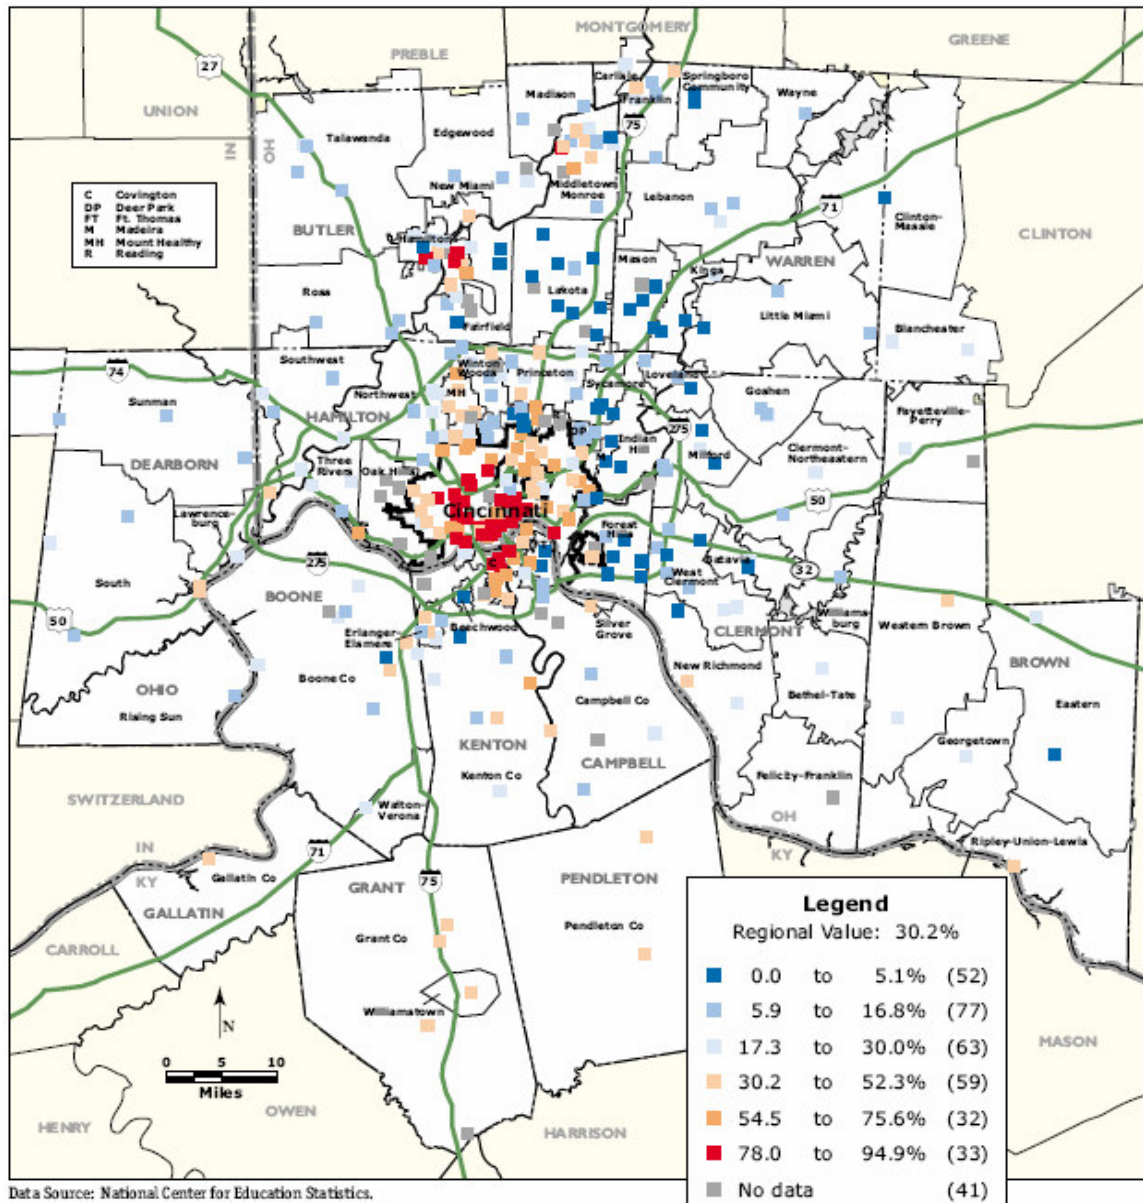 MONTGOMERY
GREENE
PREBLE
27
Carlisle
Springboro
Community
Madison
Franklin
Wayne
UNION
75
Talawanda
Edgewood
IN
OH
C Covington
DP Deer Park
FT Ft. Thomas
M Madeira
MH Mount Healthy
R Reading
New Miami
Middletown
Monroe
Lebanon
71
Clinton-
Massie
BUTLER
Hamilton
CLINTON
Mason
Kings
WARREN
Ross
Lakota
Fairfield
Little Miami
Blanchester
Southwest
74
Winton
Woods
Princeton
Sycamore
Loveland
Northwest
MH
Goshen
Sunman
HAMILTON
Fayetteville-
Perry
DP
Indian
Hill
275
DEARBORN
Three
Rivers
Oak Hills
M
Milford
Clermont-
Northeastern
50
Lawrence-
burg
Cincinnati
Forest
Hills
Batavia
South
275
C
West
Clermont
32
BOONE
50
Erlanger-
Elsmere
Beechwood
Silver
Grove
CLERMONT
Williams-
burg
Western Brown
BROWN
OHIO
Boone Co
New Richmond
Bethel-Tate
Eastern
Rising Sun
Campbell Co
KENTON
Georgetown
CAMPBELL
Kenton Co
Felicity-Franklin
SWITZERLAND
Walton-
Verona
OH
KY
IN
KY
71
Ripley-Union-Lewis
Gallatin Co
75
PENDLETON
GRANT
GALLATIN
Grant Co
Pendleton Co
CARROLL
Legend
Regional Value: 30.2%
0.0 to 5.1% (52)
5.9 to 16.8% (77)
17.3 to 30.0% (63)
30.2 to 52.3% (59)
54.5 to 75.6% (32)
78.0 to 94.9% (33)
No data (41)
N
Williamstown
0 5 10
Miles
MASON
OWEN
HENRY
HARRISON
Data Source: National Center for Education Statistics.